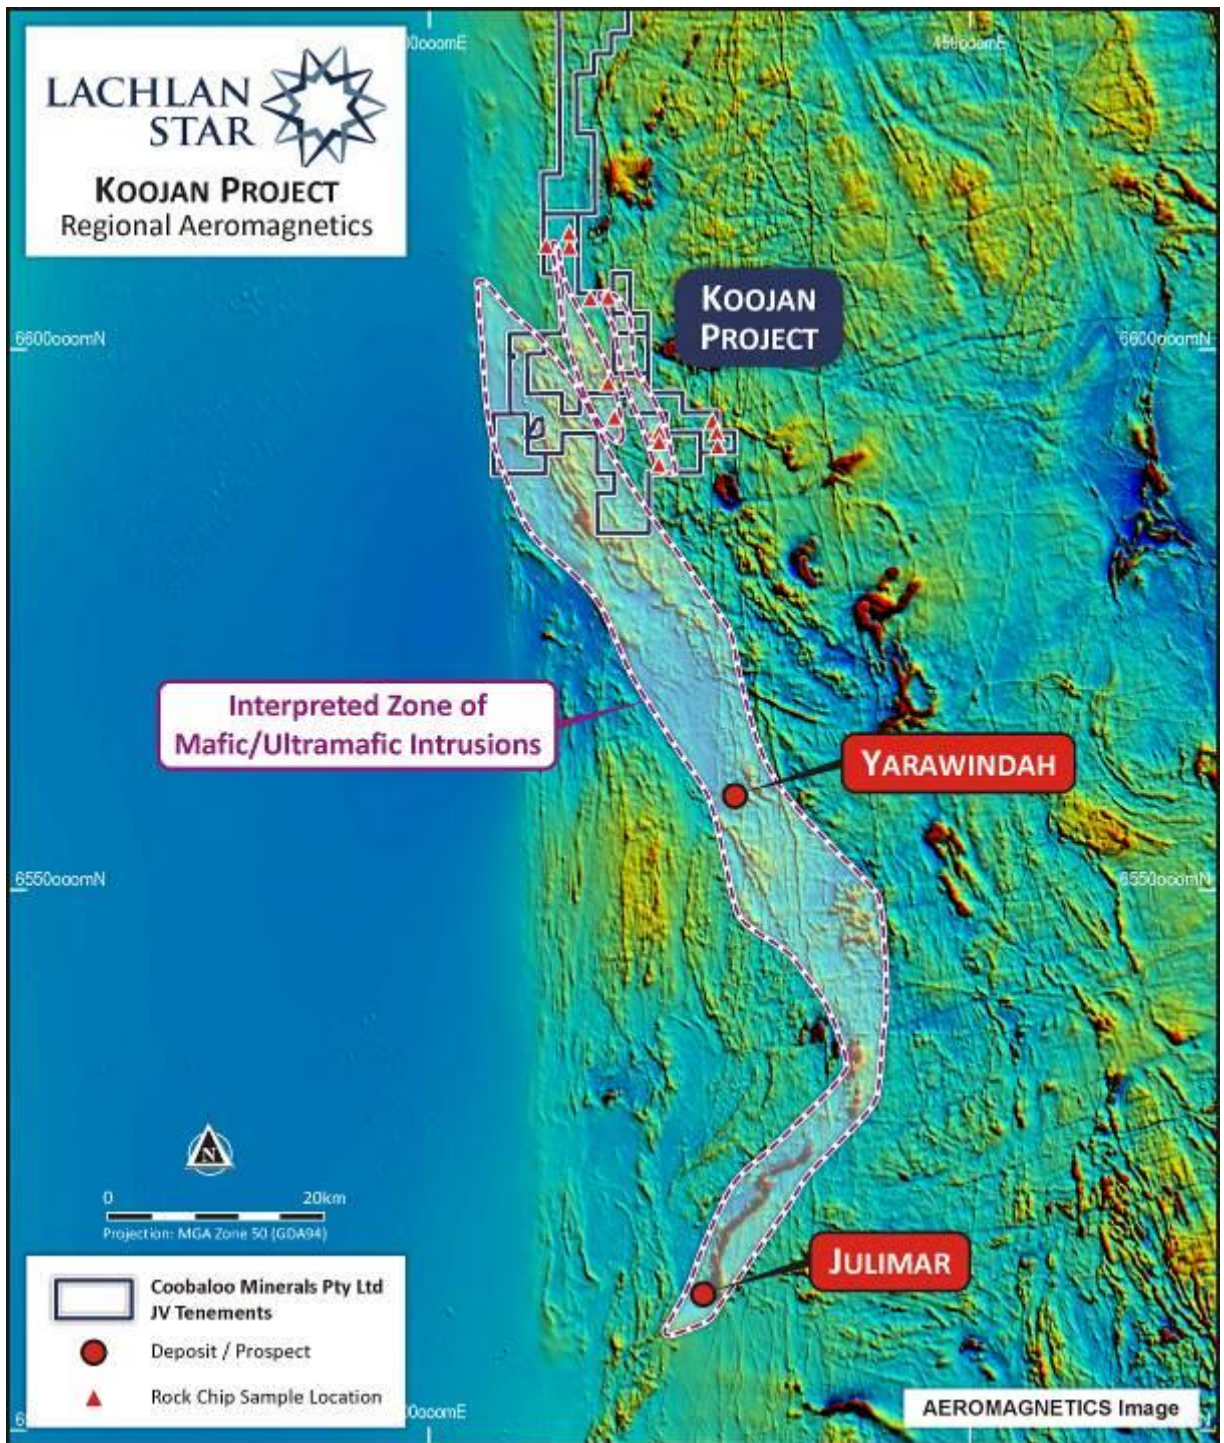 LACHLAN
STAR
KOOJAN PROJECT
Regional Aeromagnetics
450000mE
KOOJAN
PROJECT
6600000mN
6600000mN
Interpreted Zone of
Mafic/Ultramafic Intrusions
YARAWINDAH
6550000mN
6550000mN
N
0 20km
Projection: MGA Zone 50 (GDA94)
JULIMAR
Coobaloo Minerals Pty Ltd
JV Tenements
Deposit / Prospect
Rock Chip Sample Location
AEROMAGNETICS Image